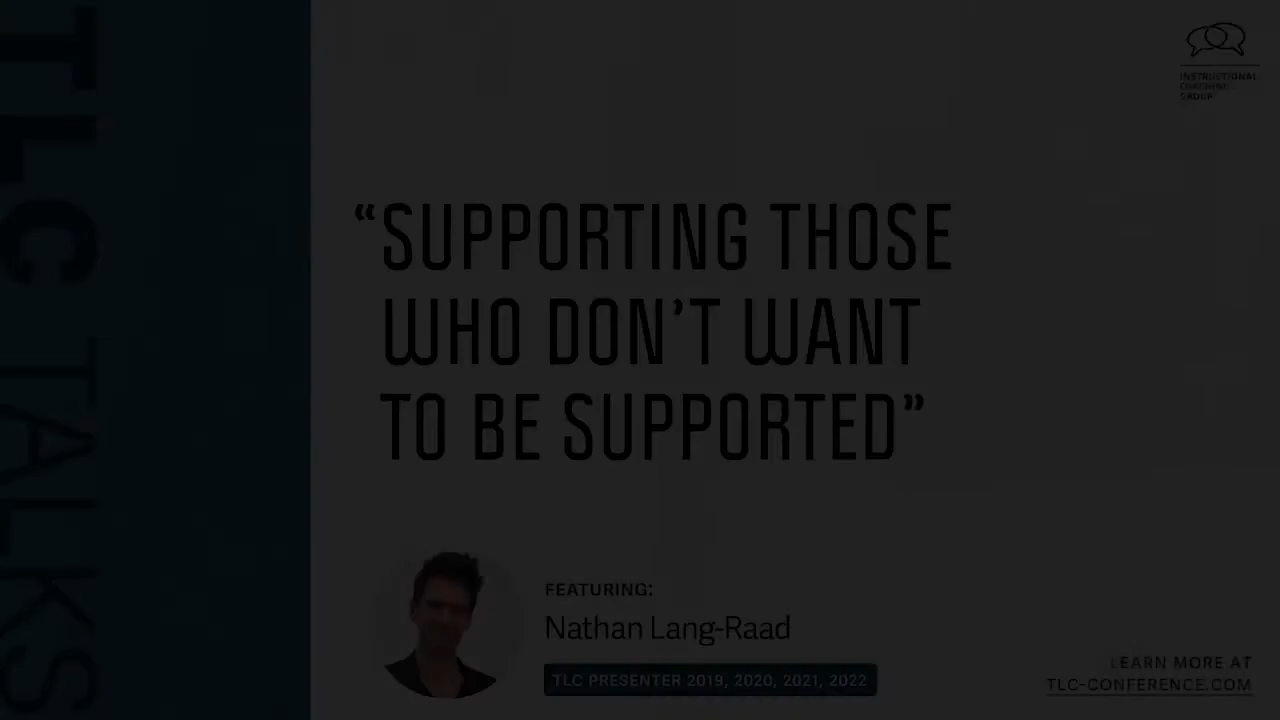 TLC TALKS
INSTRUCTIONAL
COACHING
GROUP
“SUPPORTING THOSE
WHO DON’T WANT
TO BE SUPPORTED”
FEATURING:
Nathan Lang-Raad
TLC PRESENTER 2019, 2020, 2021, 2022
LEARN MORE AT
TLC-CONFERENCE.COM